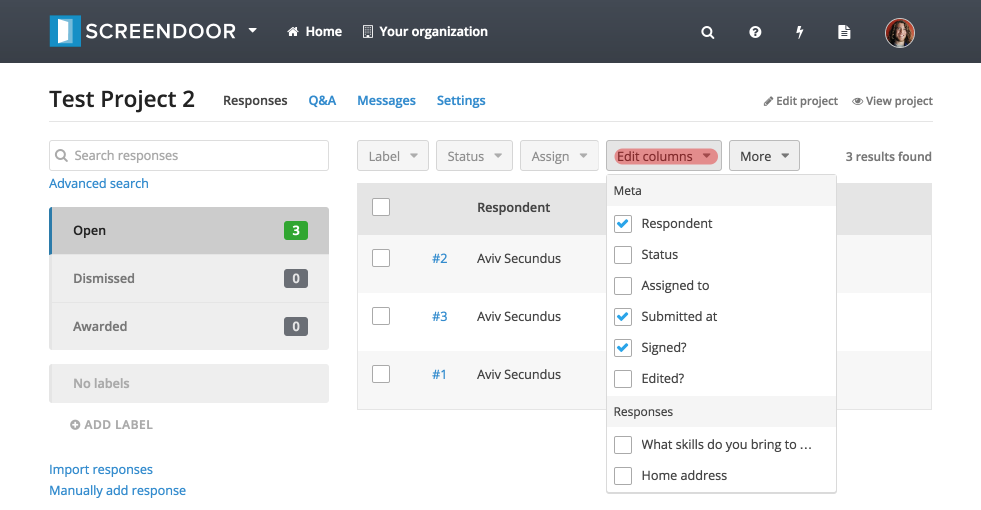 SCREENDOOR Home Your organization
Test Project 2 Responses Q&A Messages Settings Edit project View project
Search responses Label Status Assign Edit columns More 3 results found
Advanced search
Open 3
Dismissed 0
Awarded 0
No labels
ADD LABEL
Import responses
Manually add response
Respondent
#2 Aviv Secundus
#3 Aviv Secundus
#1 Aviv Secundus
Meta
Respondent
Status
Assigned to
Submitted at
Signed?
Edited?
Responses
What skills do you bring to ...
Home address